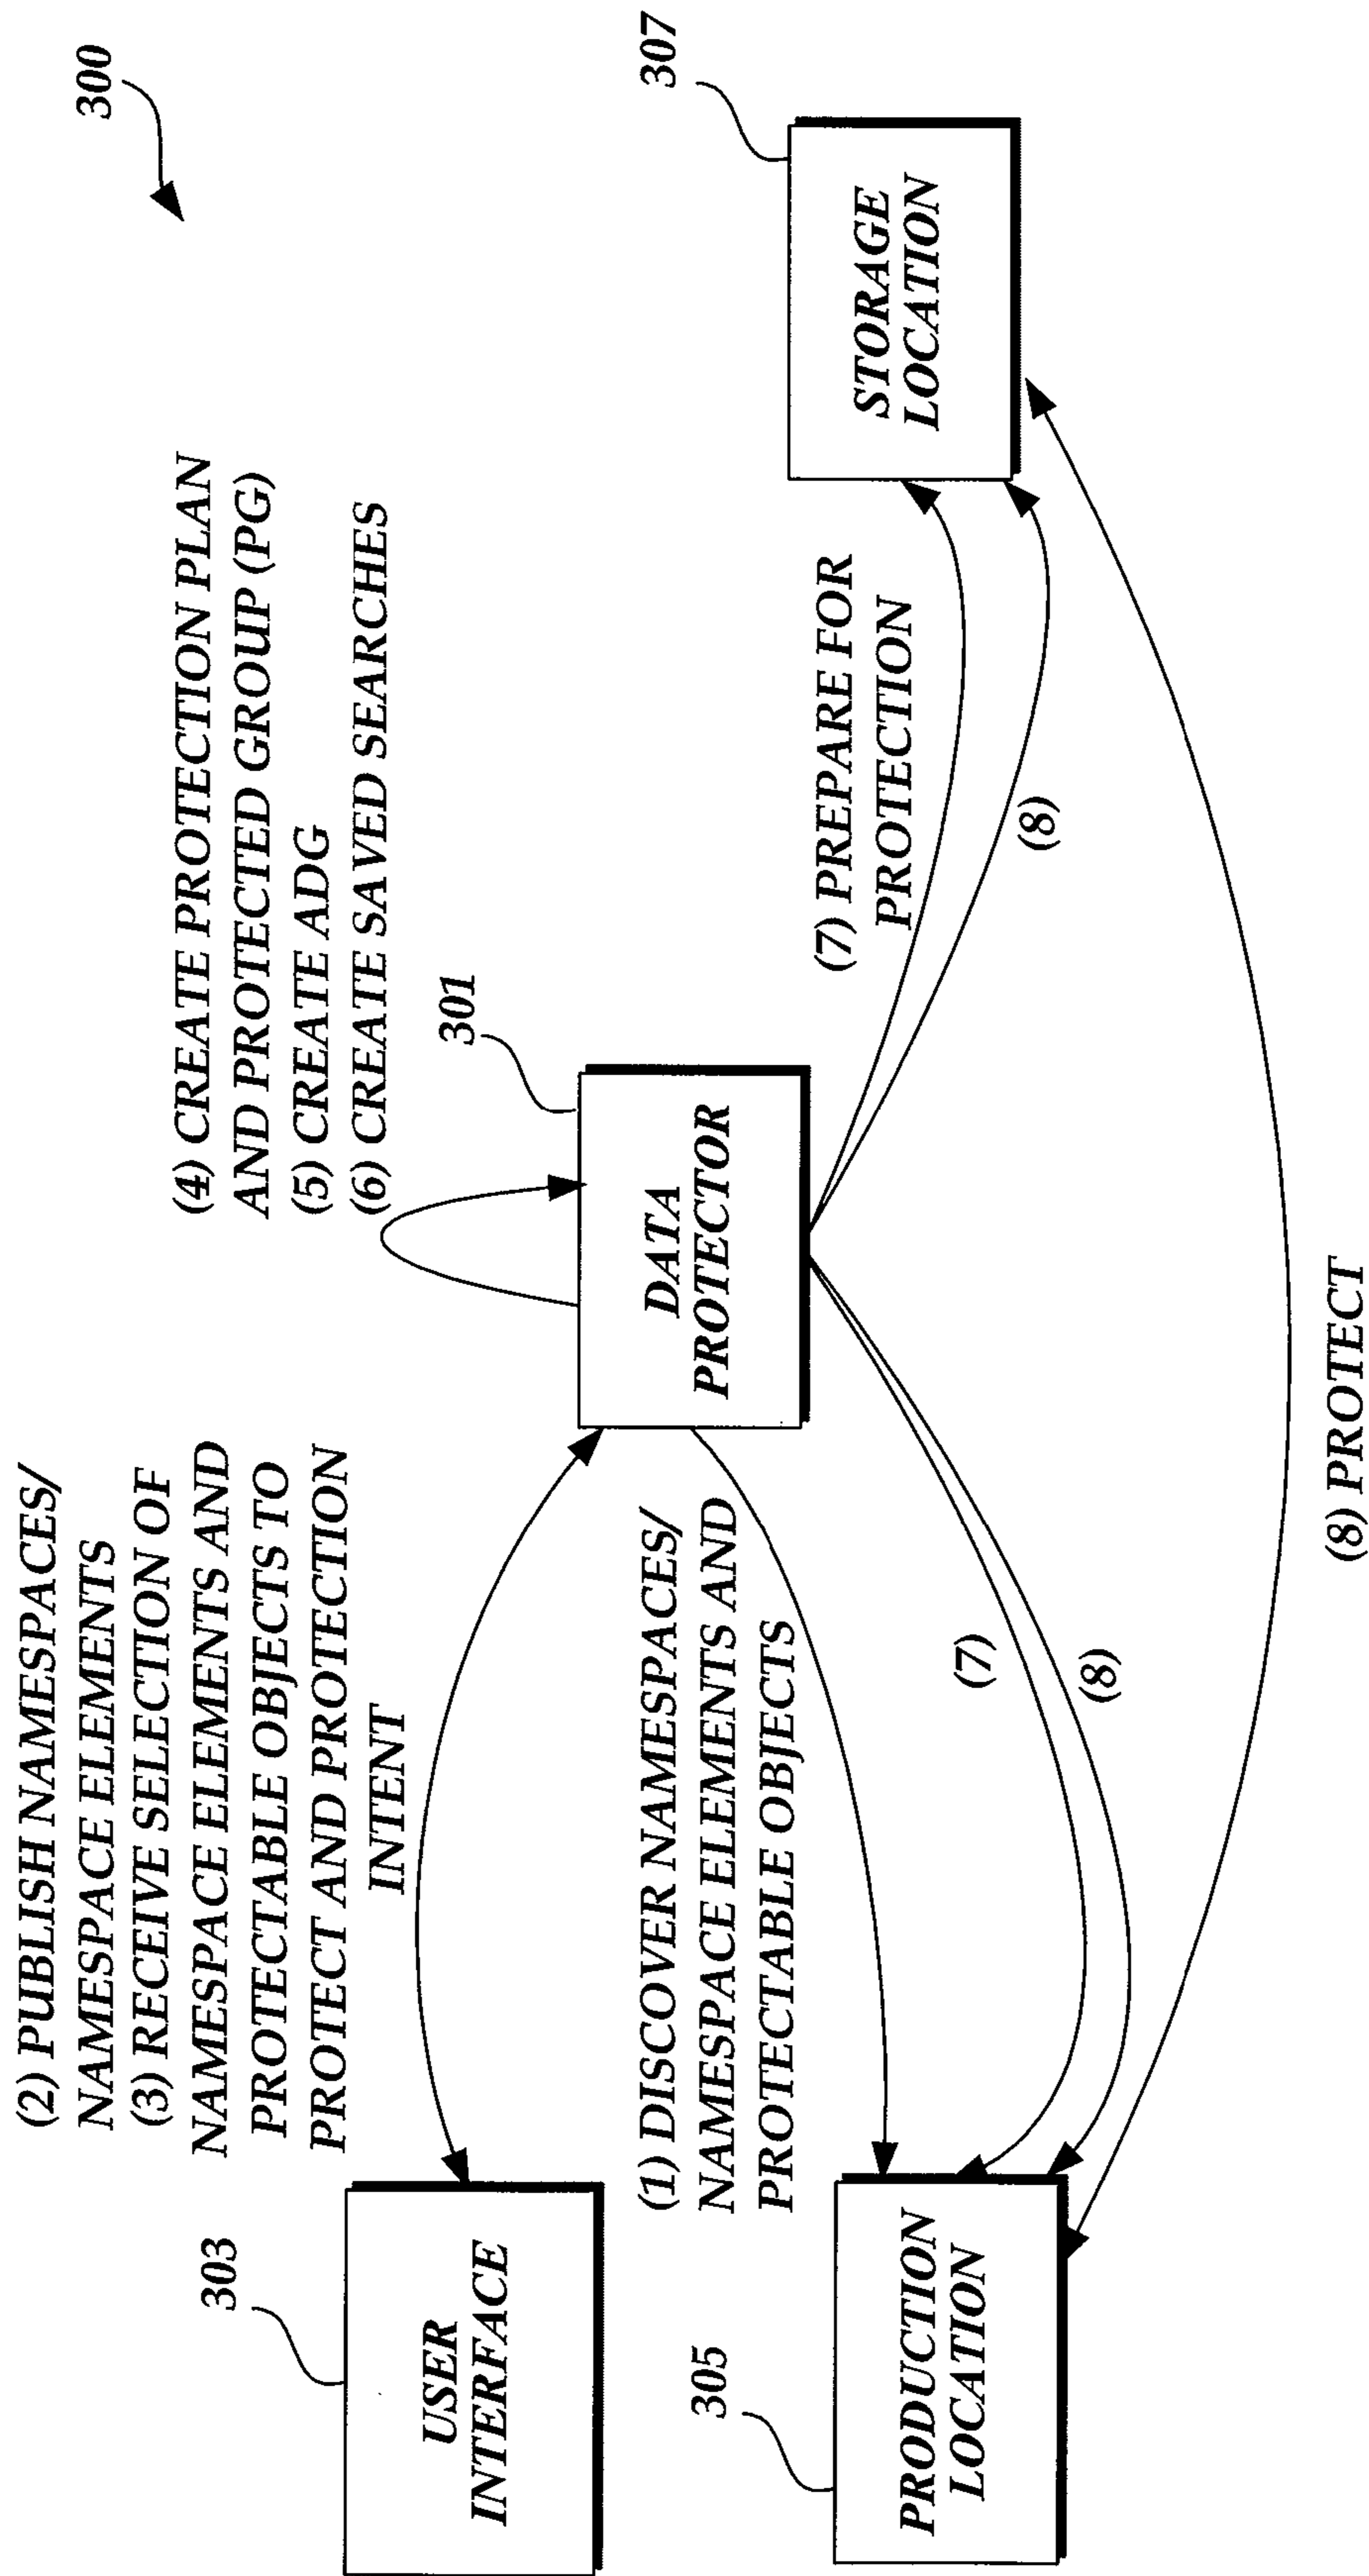 300
(2) PUBLISH NAMESPACES/
NAMESPACE ELEMENTS
(3) RECEIVE SELECTION OF
NAMESPACE ELEMENTS AND
PROTECTABLE OBJECTS TO
PROTECT AND PROTECTION
INTENT
(4) CREATE PROTECTION PLAN
AND PROTECTED GROUP (PG)
(5) CREATE ADG
(6) CREATE SAVED SEARCHES
303
USER
INTERFACE
301
DATA
PROTECTOR
307
STORAGE
LOCATION
(1) DISCOVER NAMESPACES/
NAMESPACE ELEMENTS AND
PROTECTABLE OBJECTS
305
PRODUCTION
LOCATION
(7) PREPARE FOR
PROTECTION
(8)
(7)
(8)
(8) PROTECT